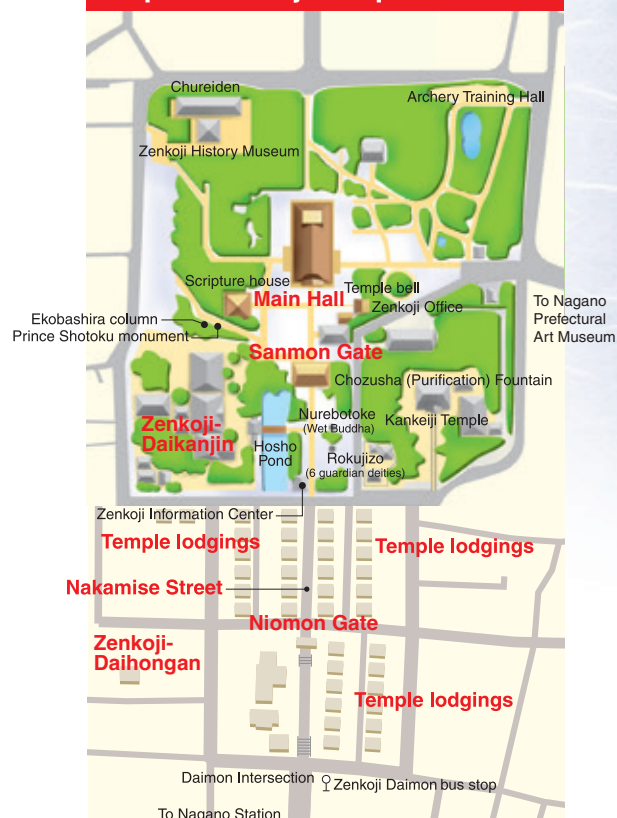 Chureiden
Archery Training Hall
Zenkoji History Museum
Scripture house
Main Hall
Temple bell
Zenkoji Office
To Nagano
Prefectural
Art Museum
Ekobashira column
Prince Shotoku monument
Sanmon Gate
Chozusha (Purification) Fountain
Zenkoji-
Daikanjin
Nurebotoke
(Wet Buddha)
Kankeiji Temple
Hosho
Pond
Rokujizo
(6 guardian deities)
Zenkoji Information Center
Temple lodgings
Temple lodgings
Nakamise Street
Niomon Gate
Zenkoji-
Daihongan
Temple lodgings
Daimon Intersection
Zenkoji Daimon bus stop
To Nagano Station